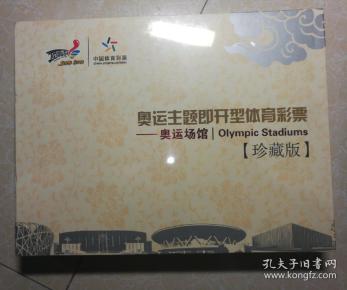 中国体育彩票
奥运主题即开型体育彩票
——奥运场馆 | Olympic Stadiums
【珍藏版】
孔夫子旧书网
www.kongfz.com